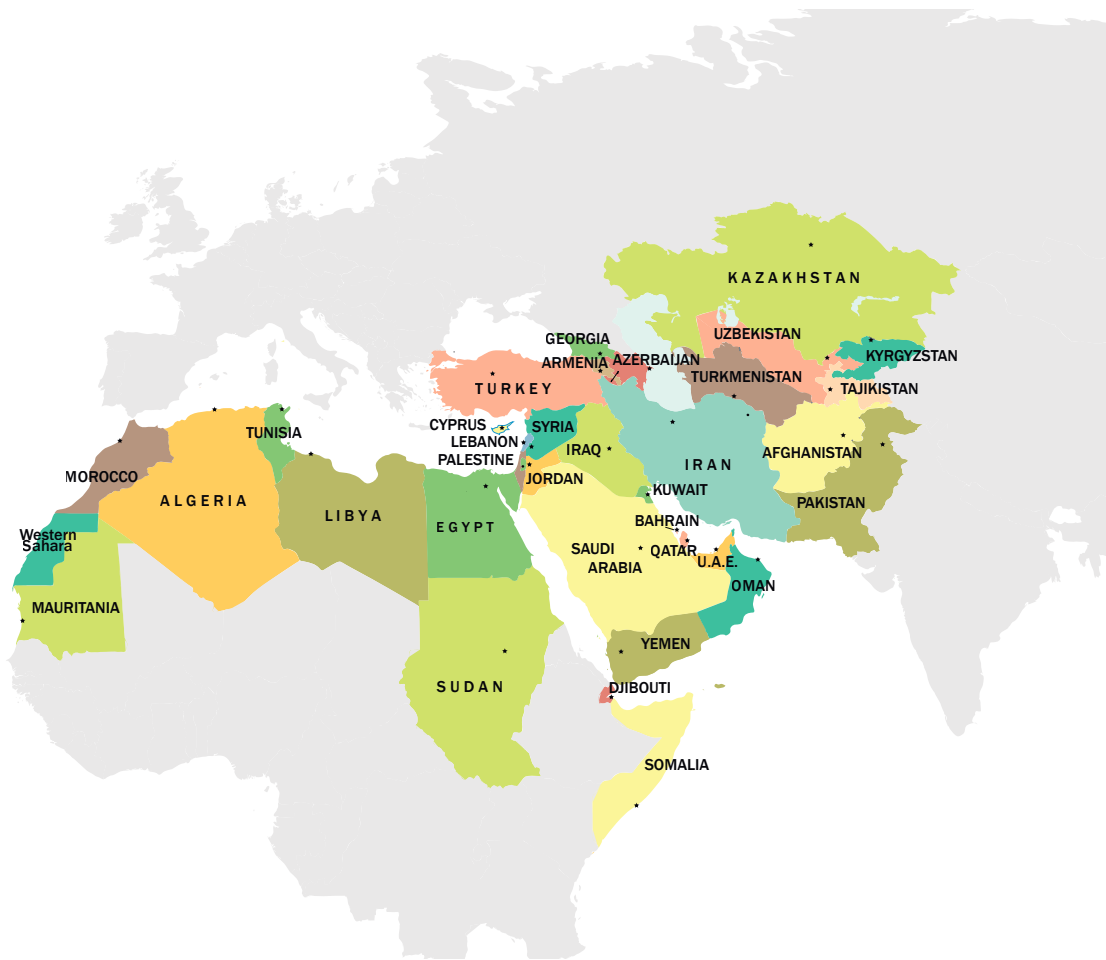 KAZAKHSTAN
UZBEKISTAN
GEORGIA
KYRGYZSTAN
ARMENIA
AZERBAIJAN
TURKMENISTAN
TURKEY
TAJIKISTAN
CYPRUS
SYRIA
TUNISIA
LEBANON
IRAQ
AFGHANISTAN
PALESTINE
IRAN
MOROCCO
JORDAN
KUWAIT
ALGERIA
PAKISTAN
LIBYA
BAHRAIN
EGYPT
Western
Sahara
SAUDI
ARABIA
QATAR
U.A.E.
OMAN
MAURITANIA
YEMEN
SUDAN
DJIBOUTI
SOMALIA